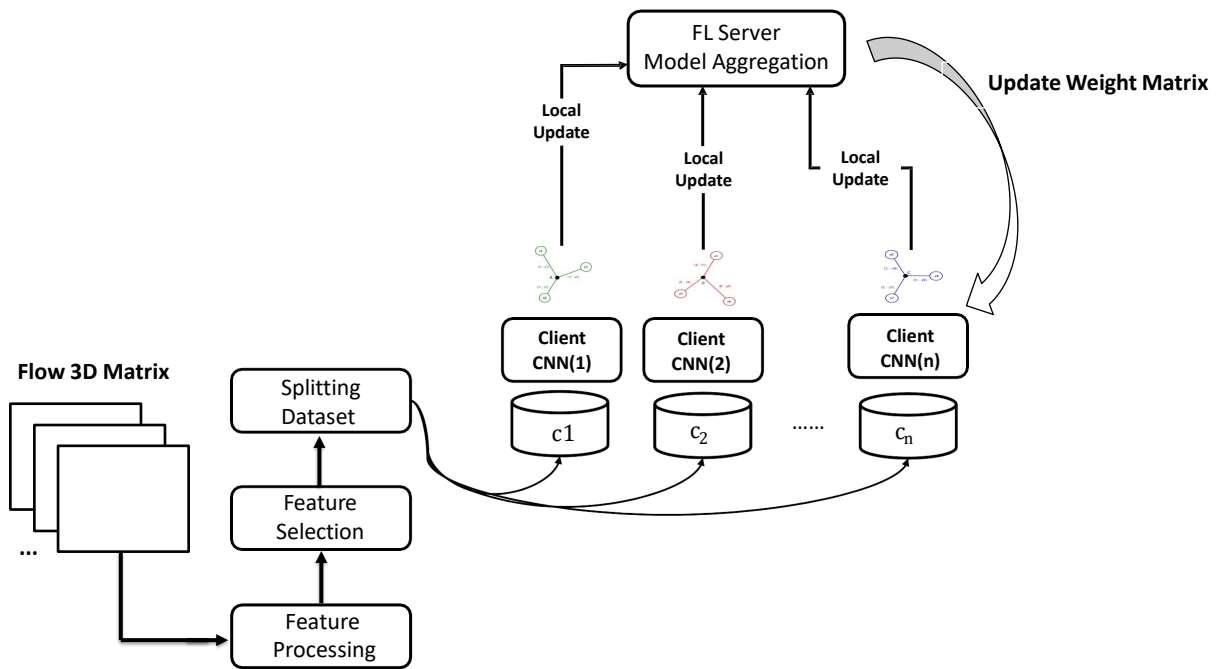 FL Server
Model Aggregation
Update Weight Matrix
Local
Update
Local
Update
Local
Update
Client
CNN(1)
Client
CNN(2)
Client
CNN(n)
Flow 3D Matrix
Splitting
Dataset
c1
c2
......
cn
Feature
Selection
...
Feature
Processing